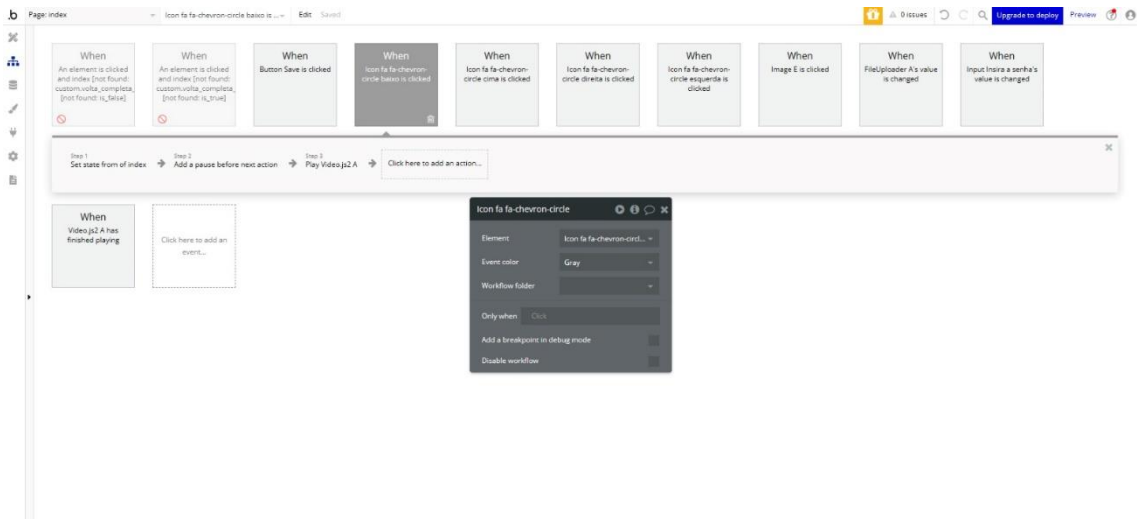 .b Page: index Icon fa fa-chevron-circle baixo is ... Edit Saved 0 issues Upgrade to deploy Preview
When
An element is clicked
and index [not found:
custom.volta_completa_
[not found: is_false]
When
An element is clicked
and index [not found:
custom.volta_completa_
[not found: is_true]
When
Button Save is clicked
When
Icon fa fa-chevron-
circle baixo is clicked
When
Icon fa fa-chevron-
circle cima is clicked
When
Icon fa fa-chevron-
circle direita is clicked
When
Icon fa fa-chevron-
circle esquerda is
clicked
When
Image E is clicked
When
FileUploader A's value
is changed
When
Input Insira a senha's
value is changed
Step 1
Set state from of index
Step 2
Add a pause before next action
Step 3
Play Video.js2 A
Click here to add an action...
When
Video.js2 A has
finished playing
Click here to add an
event...
Icon fa fa-chevron-circle
Element Icon fa fa-chevron-circl...
Event color Gray
Workflow folder
Only when Click
Add a breakpoint in debug mode
Disable workflow